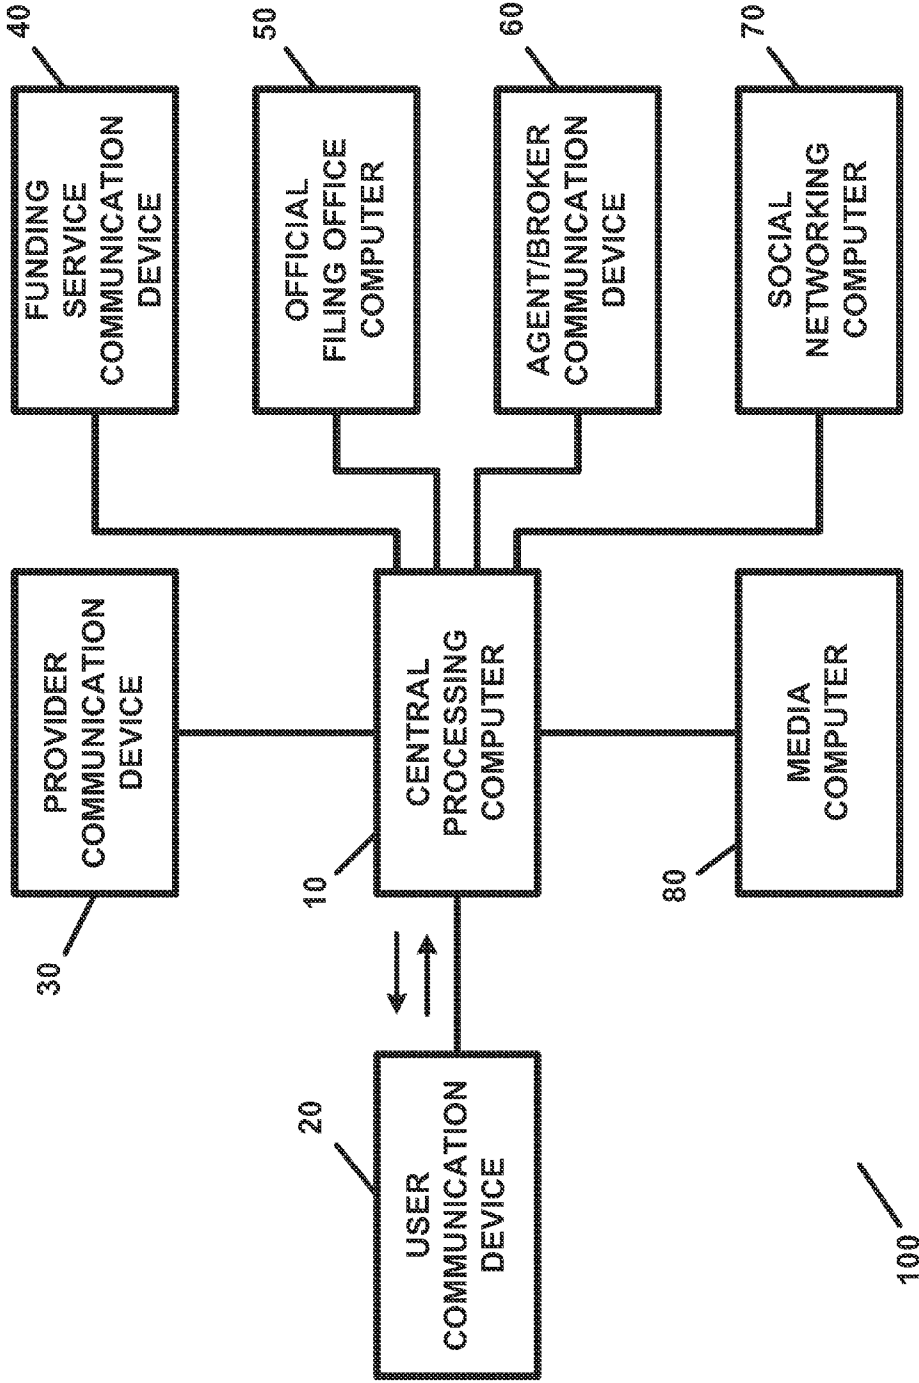 30
PROVIDER
COMMUNICATION
DEVICE
40
FUNDING
SERVICE
COMMUNICATION
DEVICE
20
USER
COMMUNICATION
DEVICE
10
CENTRAL
PROCESSING
COMPUTER
50
OFFICIAL
FILING OFFICE
COMPUTER
60
AGENT/BROKER
COMMUNICATION
DEVICE
80
MEDIA
COMPUTER
70
SOCIAL
NETWORKING
COMPUTER
100